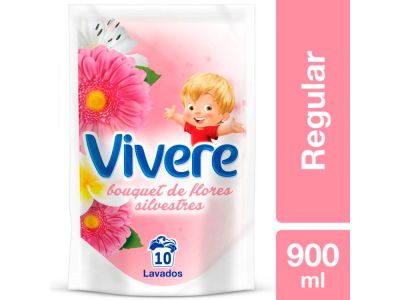 Vivere
bouquet de flores
silvestres
10
Lavados
Regular
900
ml